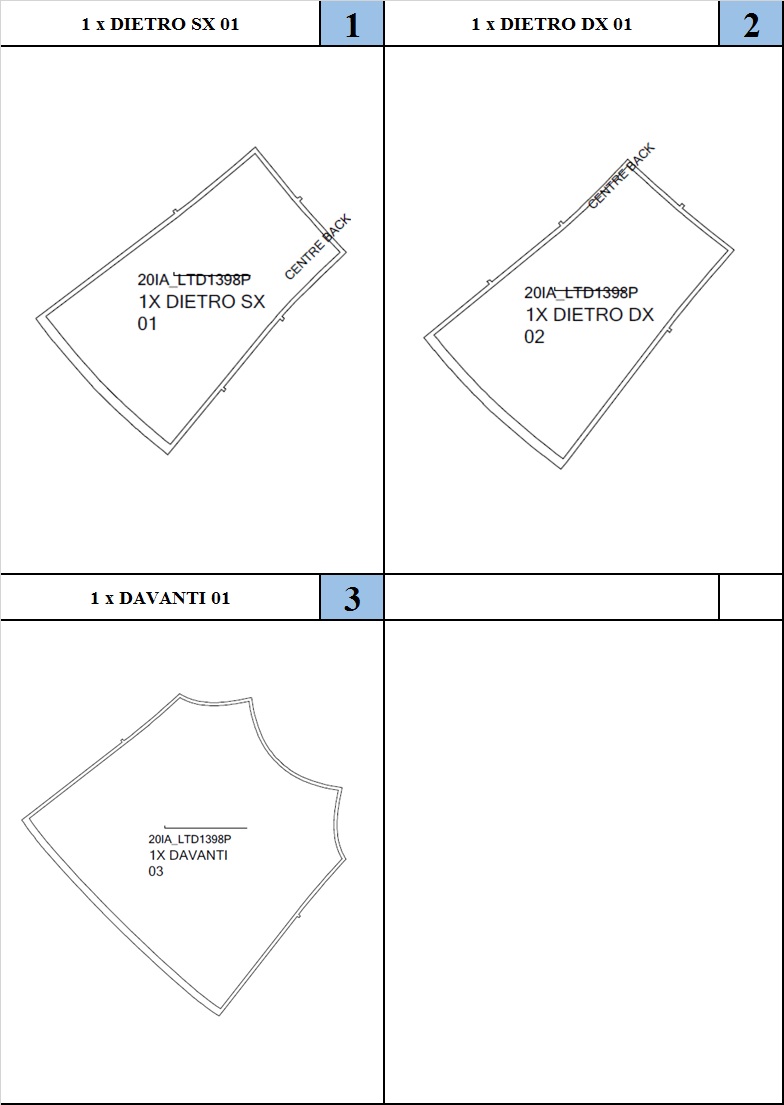 1 x DIETRO SX 01
1
1 x DIETRO DX 01
2
CENTRE BACK
20IA_LTD1398P
1X DIETRO SX
01
CENTRE BACK
20IA_LTD1398P
1X DIETRO DX
02
1 x DAVANTI 01
3
20IA_LTD1398P
1X DAVANTI
03